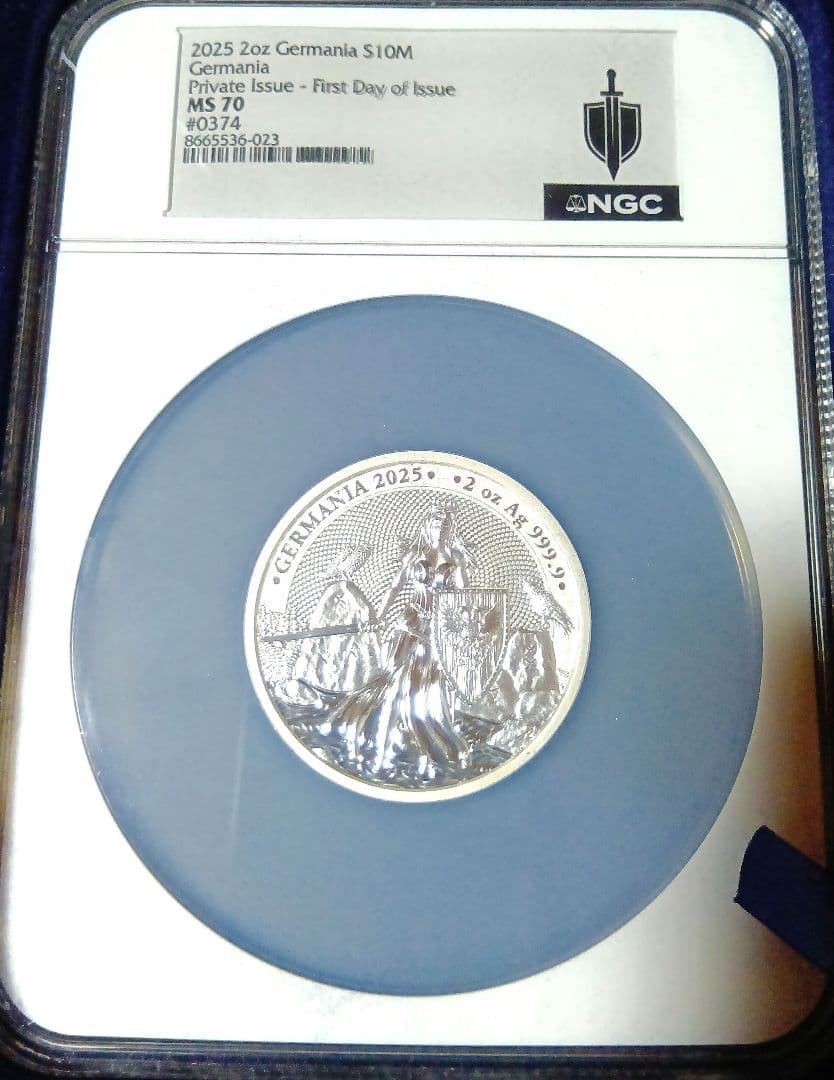 2025 2oz Germania S10M
Germania
Private Issue - First Day of Issue
MS 70
#0374
8665536-023
NGC
•GERMANIA 2025• •2 oz Ag 999.9•